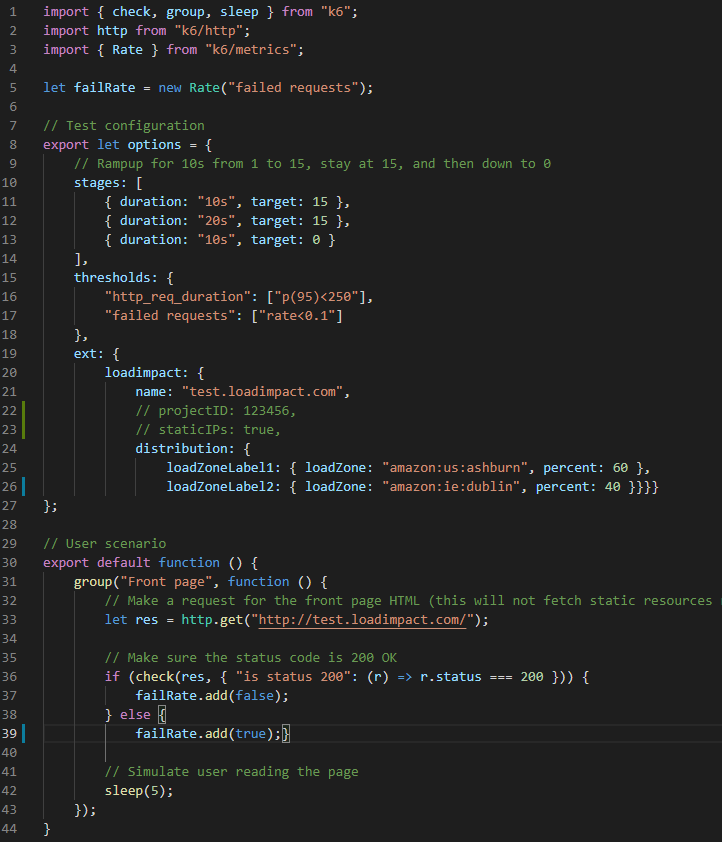 1 import { check, group, sleep } from "k6";
2 import http from "k6/http";
3 import { Rate } from "k6/metrics";
4
5 let failRate = new Rate("failed requests");
6
7 // Test configuration
8 export let options = {
9 // Rampup for 10s from 1 to 15, stay at 15, and then down to 0
10 stages: [
11 { duration: "10s", target: 15 },
12 { duration: "20s", target: 15 },
13 { duration: "10s", target: 0 }
14 ],
15 thresholds: {
16 "http_req_duration": ["p(95)<250"],
17 "failed requests": ["rate<0.1"]
18 },
19 ext: {
20 loadimpact: {
21 name: "test.loadimpact.com",
22 // projectID: 123456,
23 // staticIPs: true,
24 distribution: {
25 loadZoneLabel1: { loadZone: "amazon:us:ashburn", percent: 60 },
26 loadZoneLabel2: { loadZone: "amazon:ie:dublin", percent: 40 }}}}
27 };
28
29 // User scenario
30 export default function () {
31 group("Front page", function () {
32 // Make a request for the front page HTML (this will not fetch static resources
33 let res = http.get("http://test.loadimpact.com/");
34
35 // Make sure the status code is 200 OK
36 if (check(res, { "is status 200": (r) => r.status === 200 })) {
37 failRate.add(false);
38 } else {
39 failRate.add(true);}
40
41 // Simulate user reading the page
42 sleep(5);
43 });
44 }